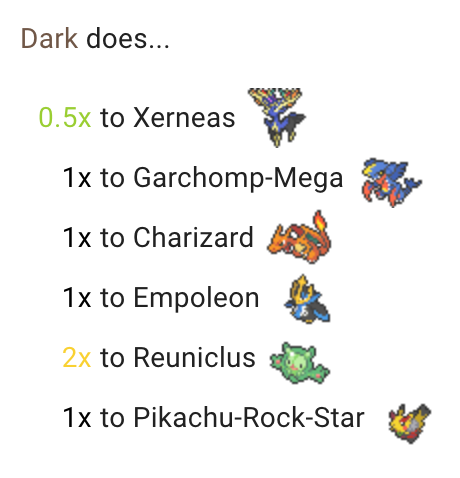 Dark does...
0.5x to Xerneas
1x to Garchomp-Mega
1x to Charizard
1x to Empoleon
2x to Reuniclus
1x to Pikachu-Rock-Star